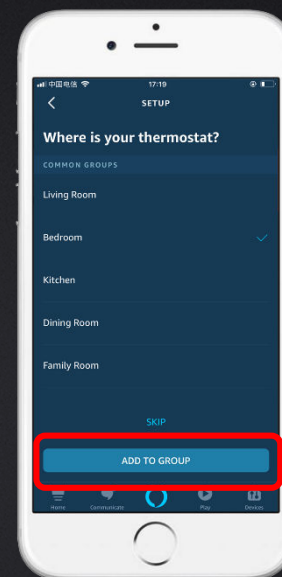 中国电信 17:19
SETUP
Where is your thermostat?
COMMON GROUPS
Living Room
Bedroom
Kitchen
Dining Room
Family Room
SKIP
ADD TO GROUP
Home Communicate Play Devices